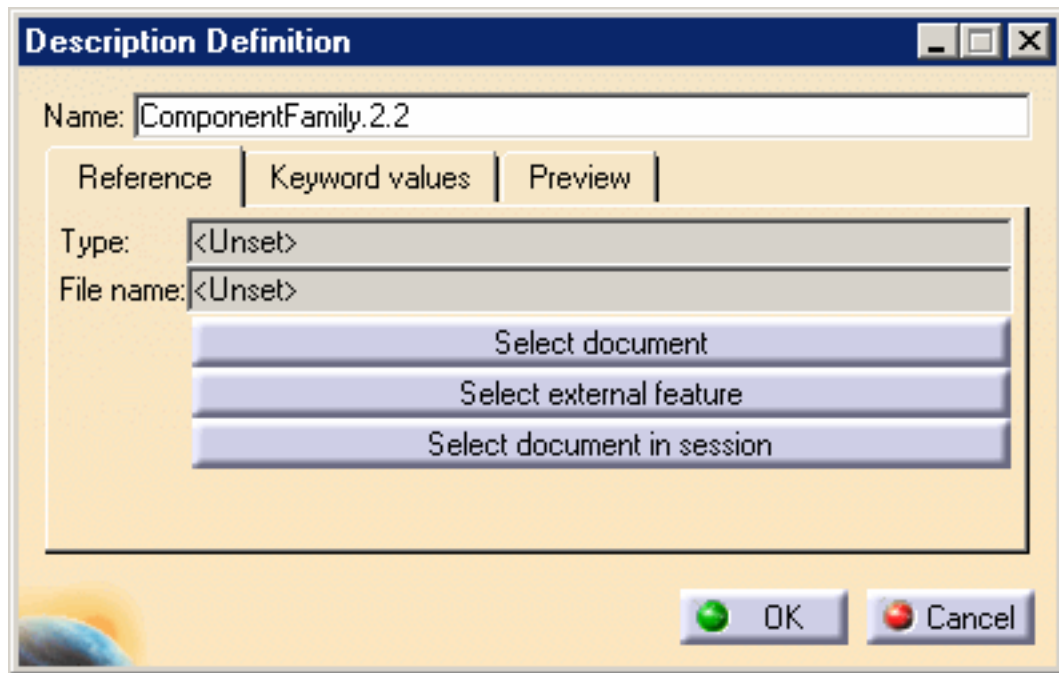 Description Definition
Name: ComponentFamily.2.2
Reference Keyword values Preview
Type: <Unset>
File name: <Unset>
Select document
Select external feature
Select document in session
OK Cancel